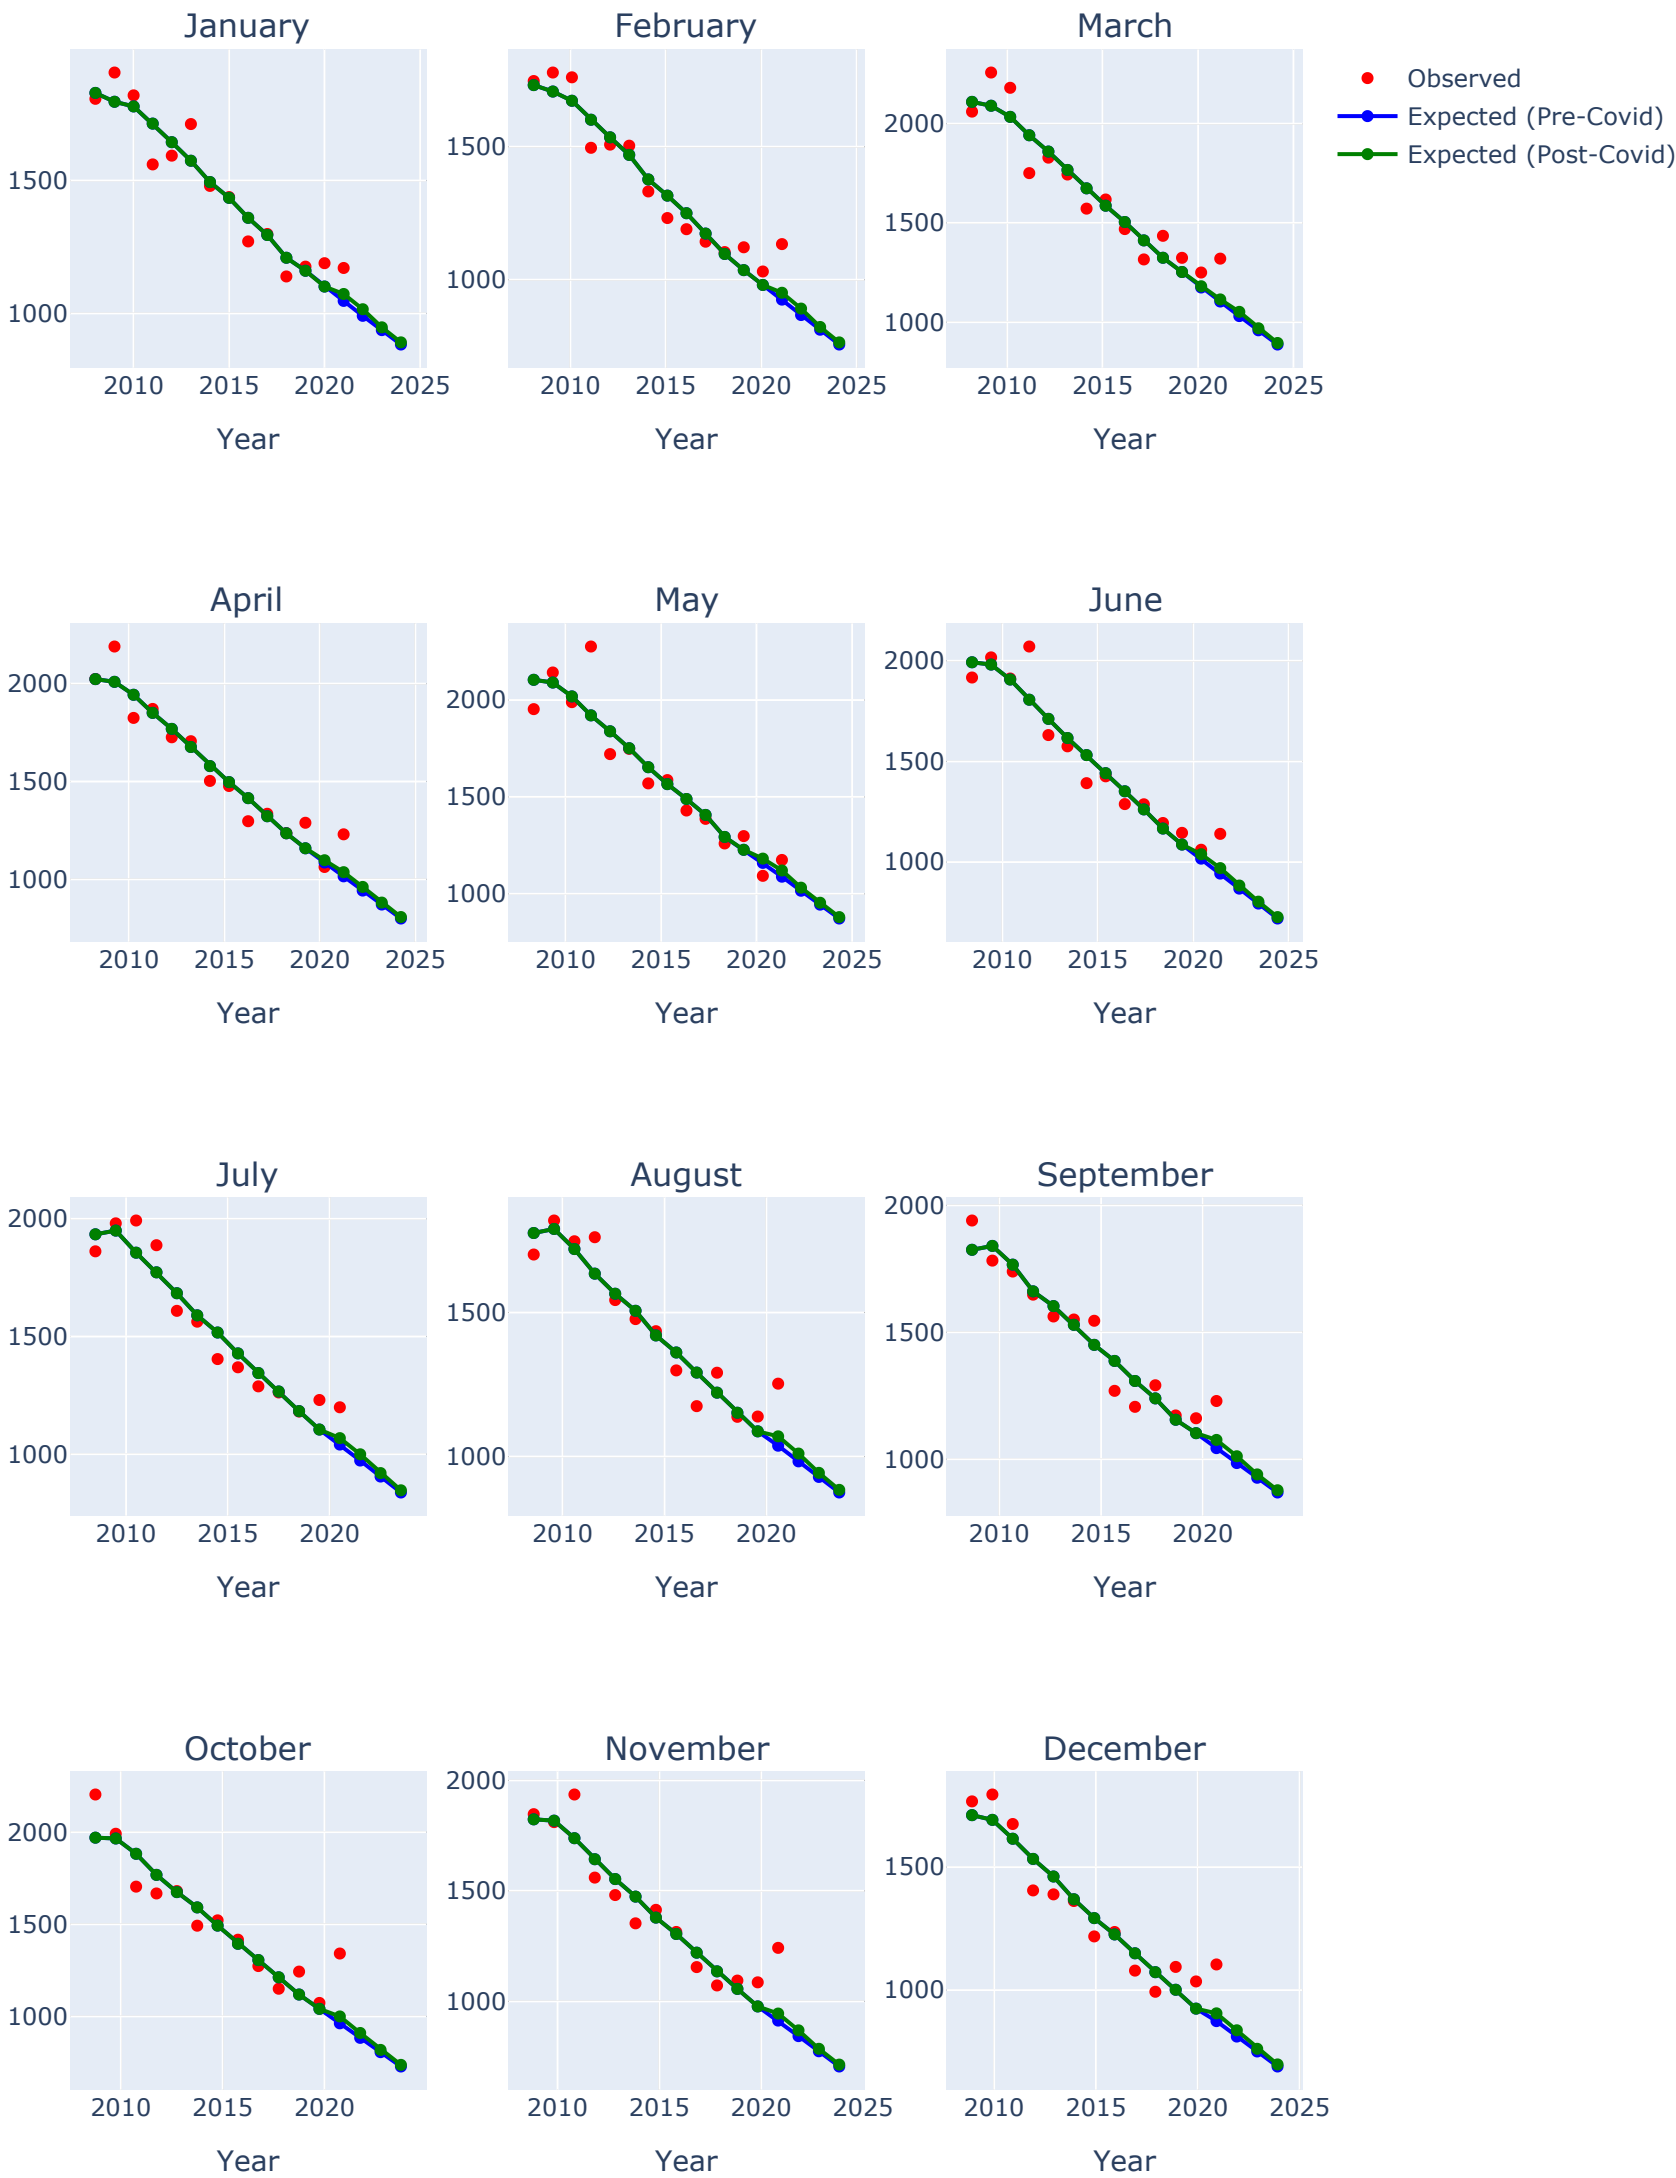 January February March
Observed
Expected (Pre-Covid)
Expected (Post-Covid)
1500
1000
1500
1000
2000
1500
1000
2010 2015 2020 2025 2010 2015 2020 2025 2010 2015 2020 2025
Year Year Year
April May June
2000
1500
1000
2000
1500
1000
2000
1500
1000
2010 2015 2020 2025 2010 2015 2020 2025 2010 2015 2020 2025
Year Year Year
July August September
2000
1500
1000
1500
1000
2000
1500
1000
2010 2015 2020 2010 2015 2020 2010 2015 2020
Year Year Year
October November December
2000
1500
1000
2000
1500
1000
1500
1000
2010 2015 2020 2010 2015 2020 2025 2010 2015 2020 2025
Year Year Year